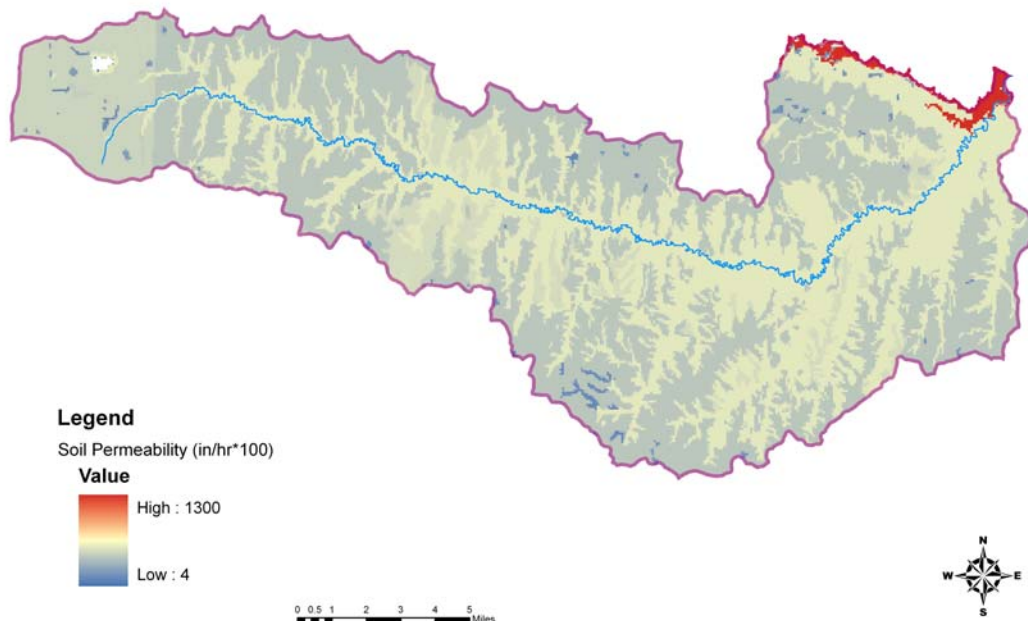 Legend
Soil Permeability (in/hr*100)
Value
High : 1300
Low : 4
0 0.5 1 2 3 4 5
Miles
N
W E
S